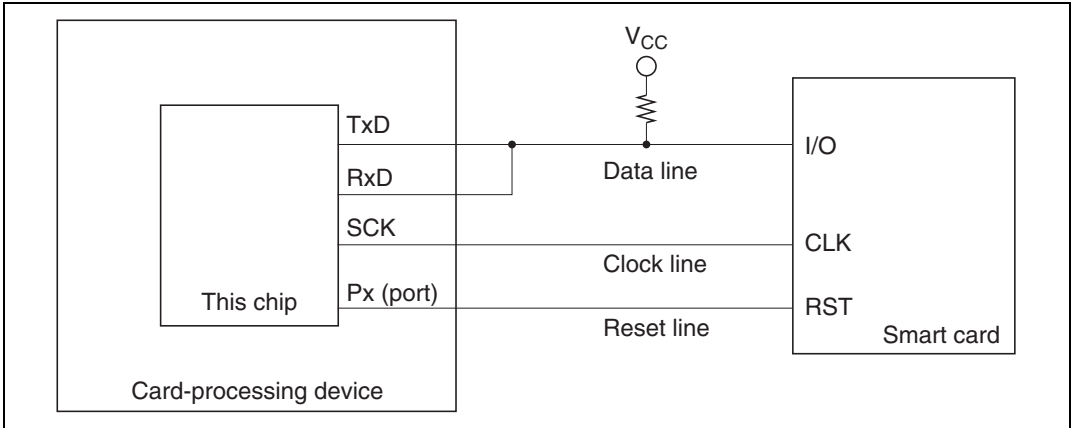 VCC
TxD
I/O
Data line
RxD
SCK
CLK
Clock line
Px (port)
This chip
RST
Reset line
Smart card
Card-processing device